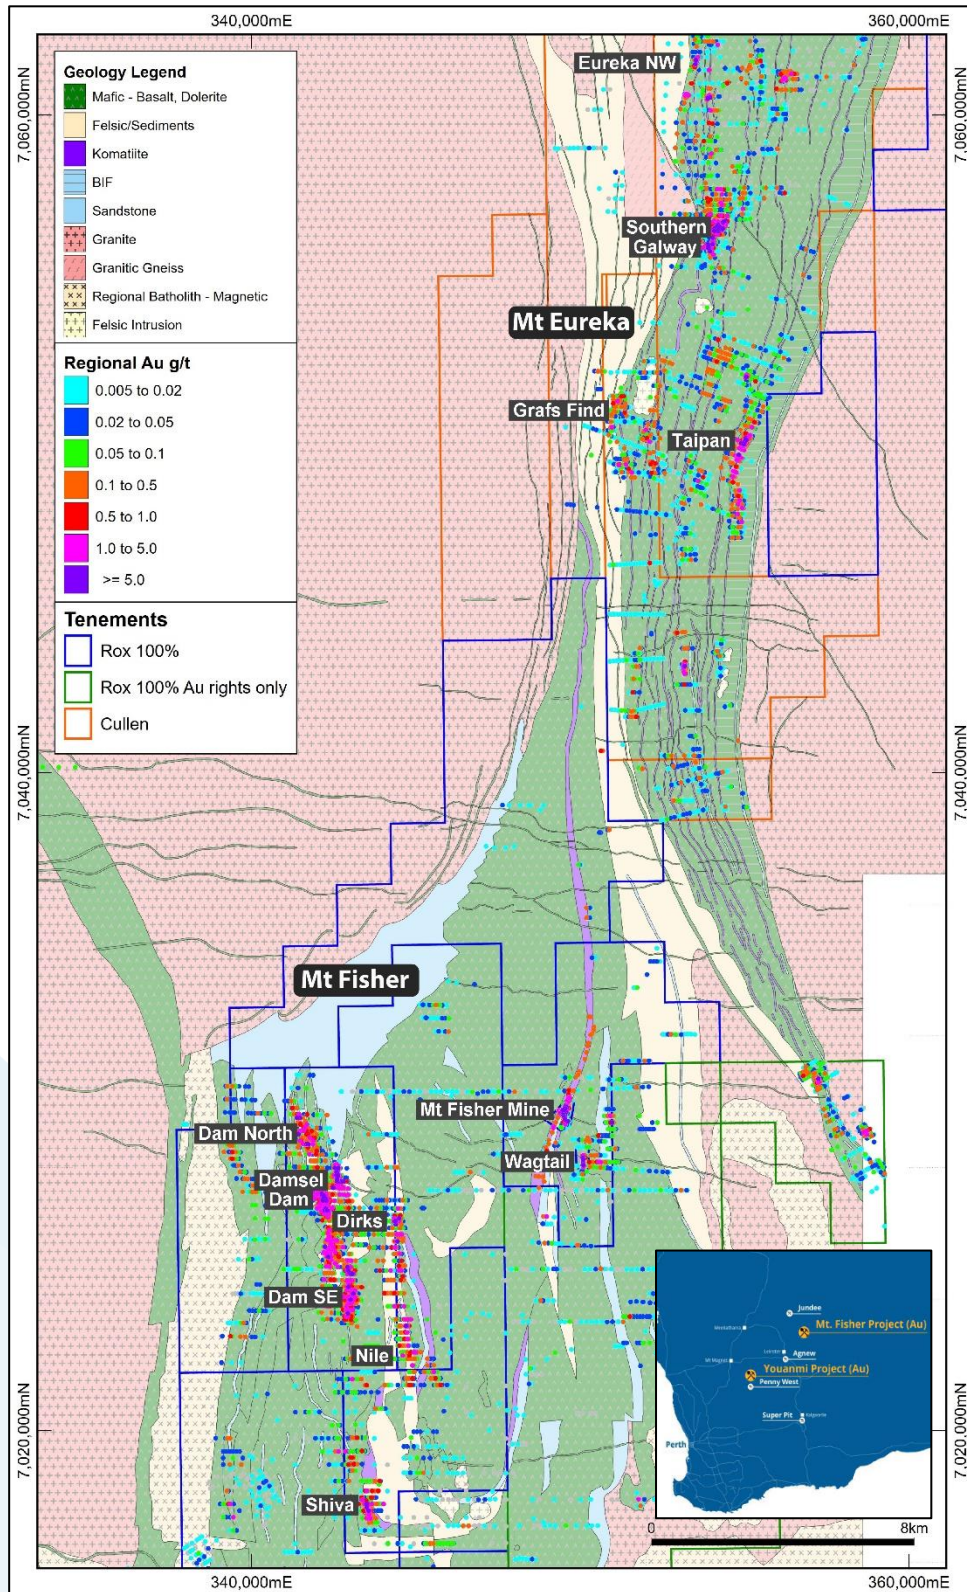 340,000mE
360,000mE
7,060,000mN
7,060,000mN
Geology Legend
Mafic - Basalt, Dolerite
Felsic/Sediments
Komatiite
BIF
Sandstone
Granite
Granitic Gneiss
Regional Batholith - Magnetic
Felsic Intrusion
Regional Au g/t
0.005 to 0.02
0.02 to 0.05
0.05 to 0.1
0.1 to 0.5
0.5 to 1.0
1.0 to 5.0
>= 5.0
Tenements
Rox 100%
Rox 100% Au rights only
Cullen
Eureka NW
Southern
Galway
Mt Eureka
Grafs Find
Taipan
7,040,000mN
7,040,000mN
Mt Fisher
Mt Fisher Mine
Dam North
Wagtail
Damsel
Dam
Dirks
Dam SE
Nile
Shiva
7,020,000mN
7,020,000mN
Jundee
Mt. Fisher Project (Au)
Meekatharra
Leinster
Agnew
Mt Magnet
Youanmi Project (Au)
Penny West
Super Pit
Kalgoorlie
Perth
0
8km
340,000mE
360,000mE